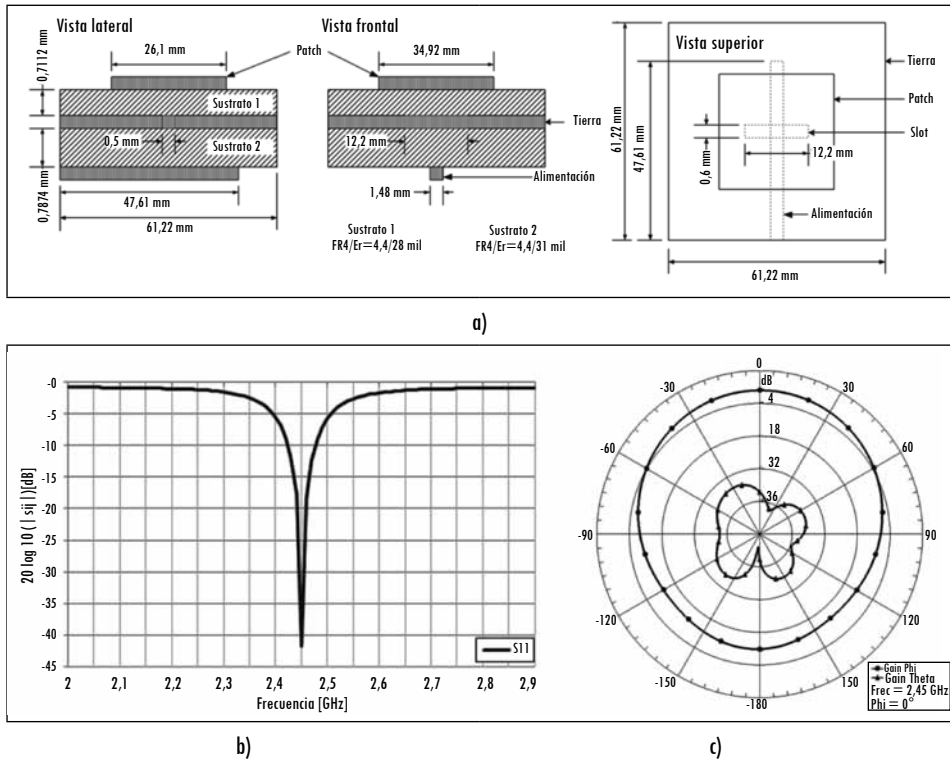 Vista lateral
26,1 mm
Patch
0,7112 mm
Sustrato 1
0,5 mm
Sustrato 2
0,7874 mm
47,61 mm
61,22 mm
Vista frontal
34,92 mm
Tierra
12,2 mm
Alimentación
1,48 mm
Sustrato 1
FR4/Er=4,4/28 mil
Sustrato 2
FR4/Er=4,4/31 mil
Vista superior
Tierra
Patch
Slot
12,2 mm
Alimentación
61,22 mm
47,61 mm
0,6 mm
61,22 mm
a)
20 log 10 (|sij|)[dB]
-0
-5
-10
-15
-20
-25
-30
-35
-40
-45
S11
2 2,1 2,2 2,3 2,4 2,5 2,6 2,7 2,8 2,9
Frecuencia [GHz]
b)
0
dB
-30 30
4
-60 60
18
32
36
-90 90
-120 120
-150 150
-180
Gain Phi
Gain Theta
Frec = 2,45 GHz
Phi = 0°
c)